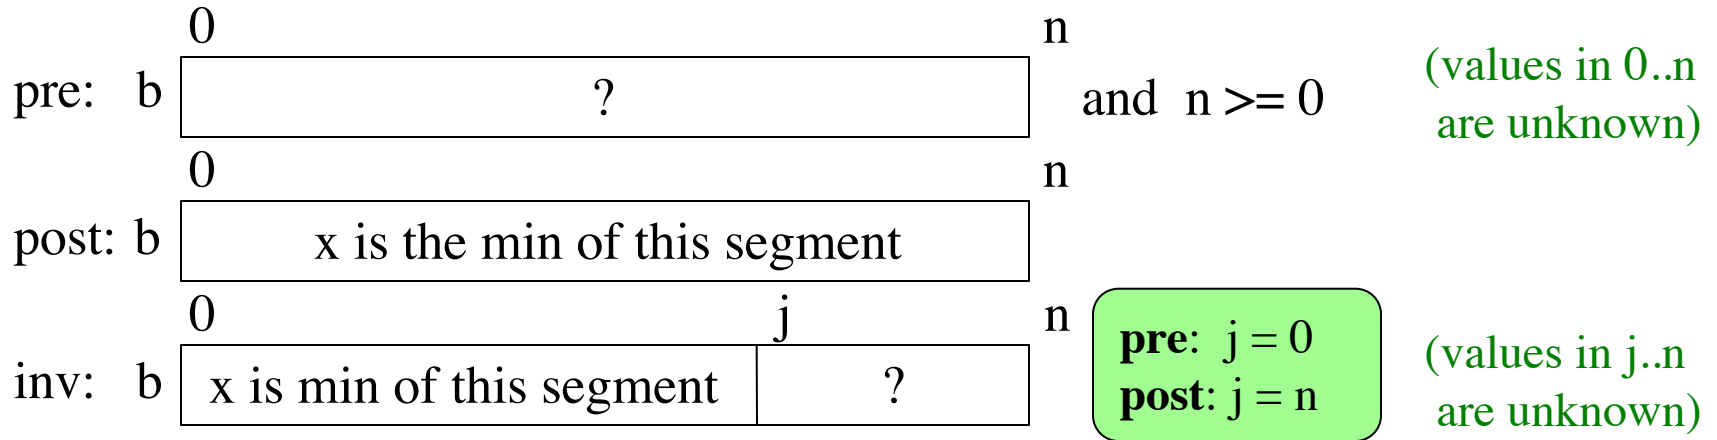 0 n
pre: b ? and n >= 0 (values in 0..n
are unknown)
0 n
post: b x is the min of this segment
0 j n
inv: b x is min of this segment ?
pre: j = 0
post: j = n
(values in j..n
are unknown)